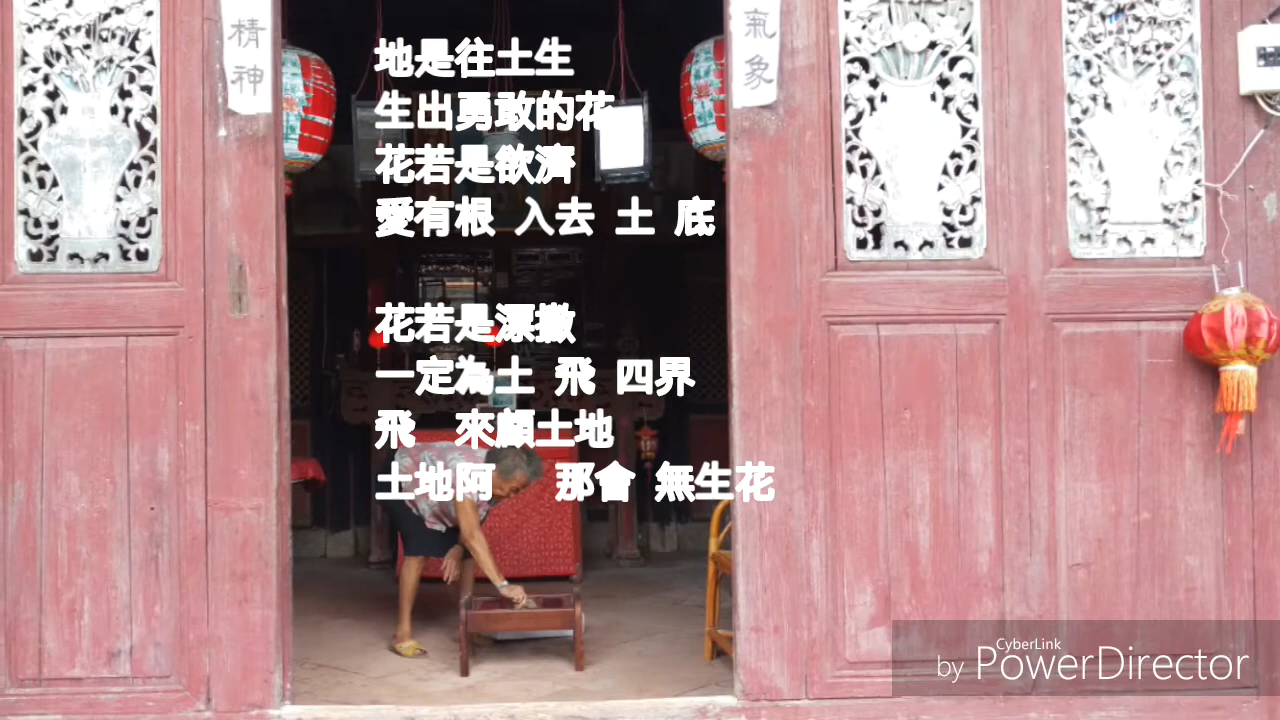 精神
氣象
地是往土生
生出勇敢的花
花若是欲濟
愛有根 入去 土 底
花若是漂撇
一定為土 飛 四界
飛 來顧土地
土地阿 那會 無生花
CyberLink
by PowerDirector